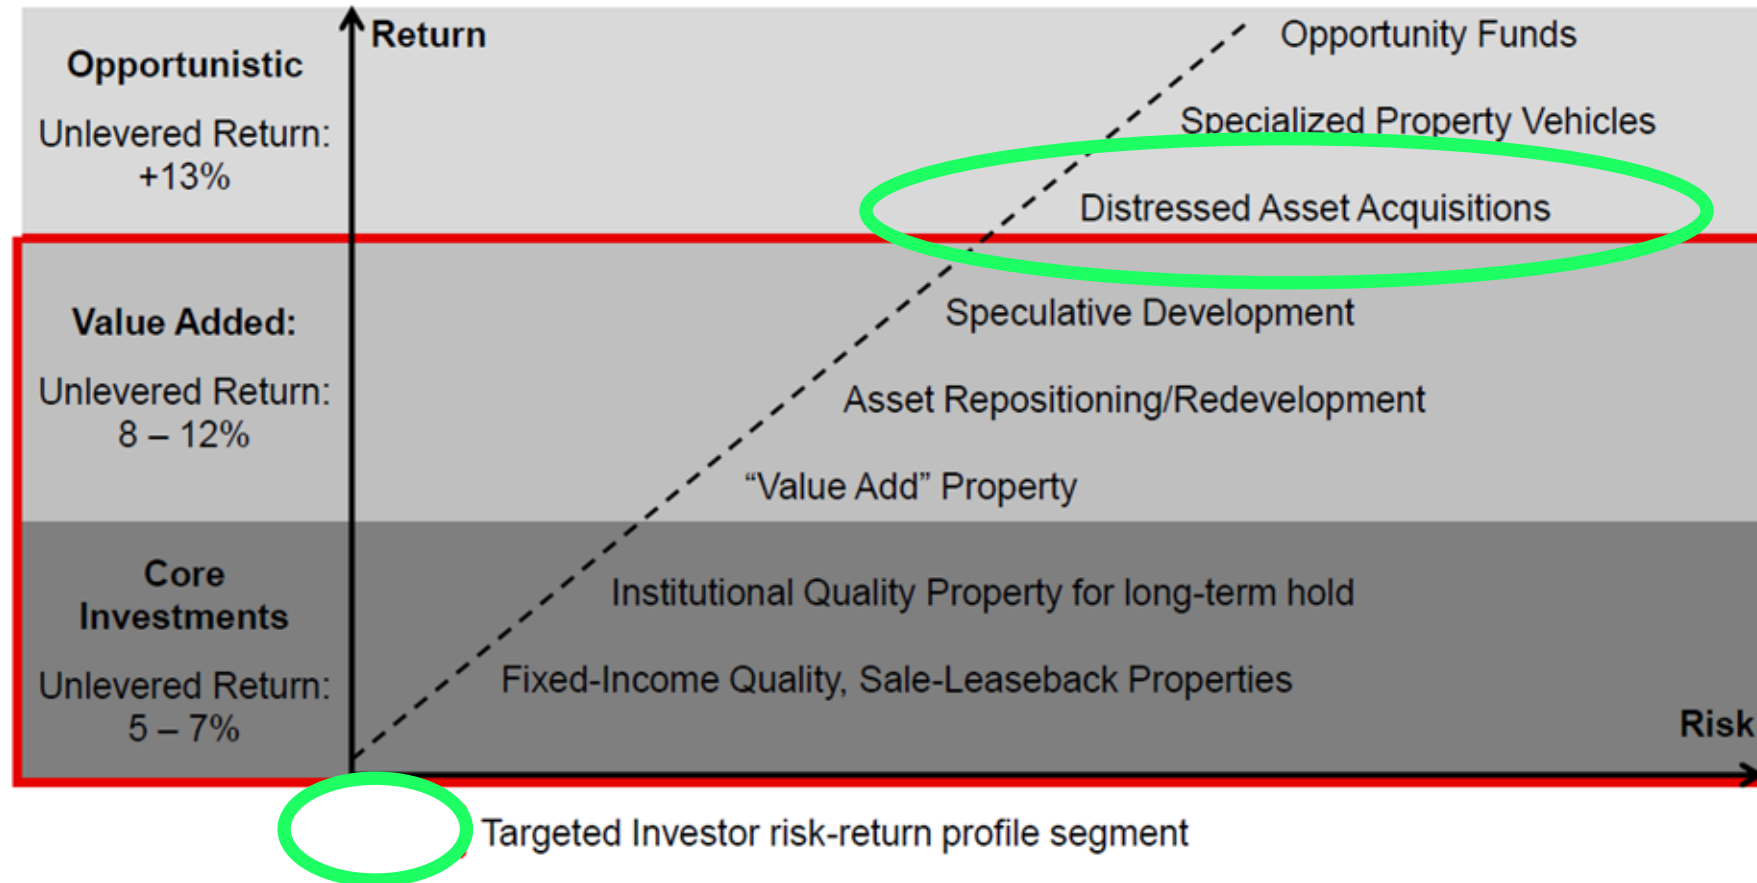 Return
Opportunity Funds
Opportunistic
Specialized Property Vehicles
Unlevered Return:
+13%
Distressed Asset Acquisitions
Value Added:
Speculative Development
Unlevered Return:
8 – 12%
Asset Repositioning/Redevelopment
“Value Add” Property
Core
Investments
Institutional Quality Property for long-term hold
Unlevered Return:
5 – 7%
Fixed-Income Quality, Sale-Leaseback Properties
Risk
Targeted Investor risk-return profile segment